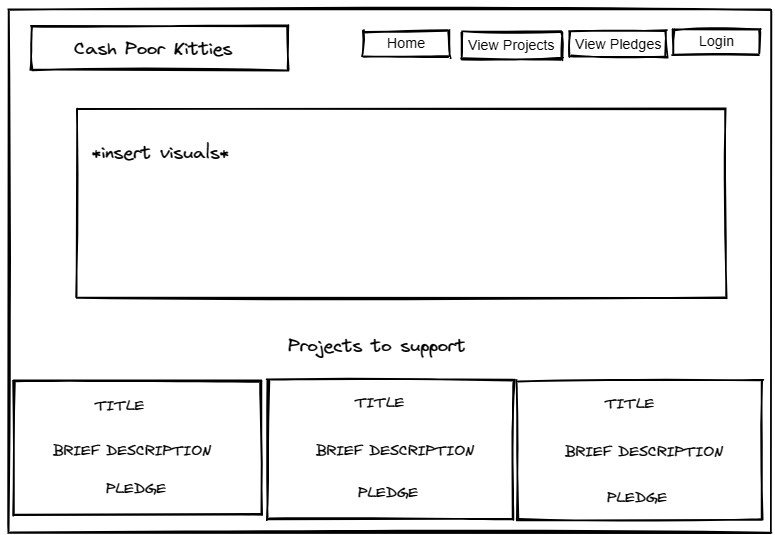 Cash Poor Kitties
Home
View Projects
View Pledges
Login
*insert visuals*
Projects to support
TITLE
BRIEF DESCRIPTION
PLEDGE
TITLE
BRIEF DESCRIPTION
PLEDGE
TITLE
BRIEF DESCRIPTION
PLEDGE